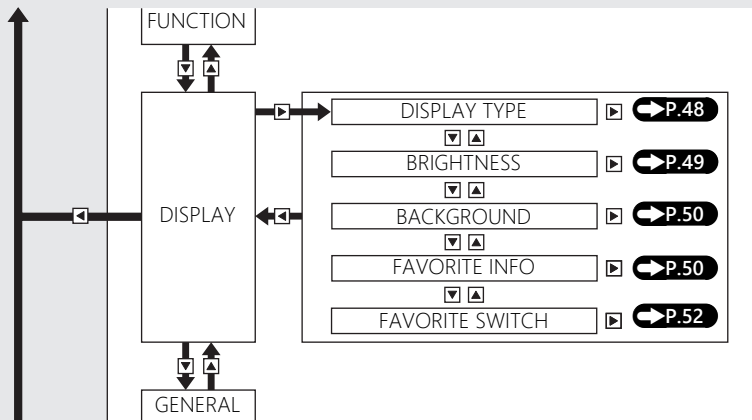 FUNCTION
DISPLAY TYPE P.48
BRIGHTNESS P.49
DISPLAY
BACKGROUND P.50
FAVORITE INFO P.50
FAVORITE SWITCH P.52
GENERAL